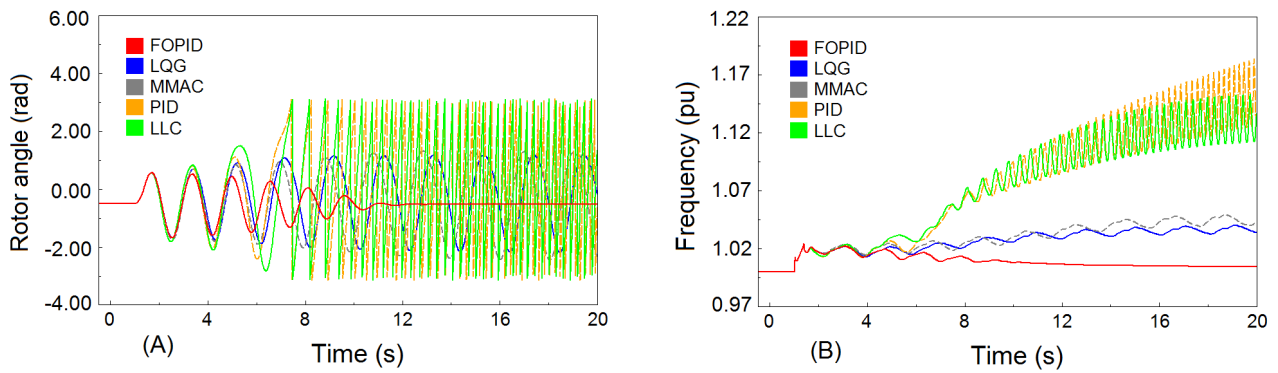 6.00
4.00
2.00
0.00
-2.00
-4.00
Rotor angle (rad)
FOPID
LQG
MMAC
PID
LLC
0 4 8 12 16 20
(A) Time (s)
1.22
1.17
1.12
1.07
1.02
0.97
Frequency (pu)
FOPID
LQG
MMAC
PID
LLC
0 4 8 12 16 20
(B) Time (s)